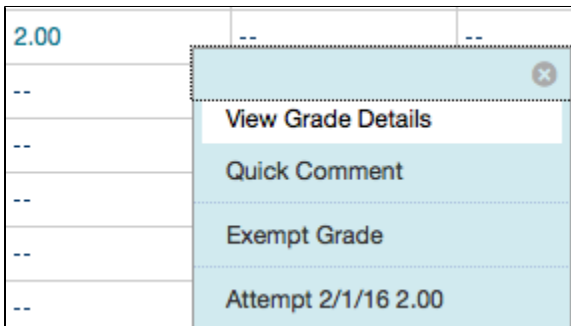 2.00 -- --
--
View Grade Details
--
Quick Comment
--
Exempt Grade
--
Attempt 2/1/16 2.00
--